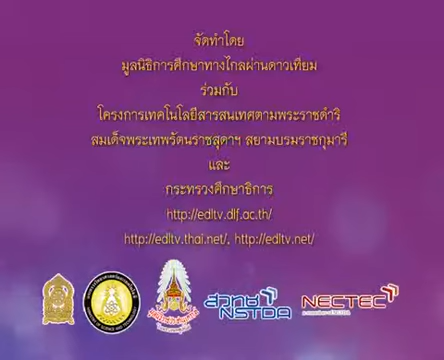 จัดทำโดย
มูลนิธิการศึกษาทางไกลผ่านดาวเทียม
ร่วมกับ
โครงการเทคโนโลยีสารสนเทศตามพระราชดำริ
สมเด็จพระเทพรัตนราชสุดาฯ สยามบรมราชกุมารี
และ
กระทรวงศึกษาธิการ
http://edltv.dlf.ac.th/
http://edltv.thai.net/, http://edltv.net/
สวทช NECTEC
NSTDA